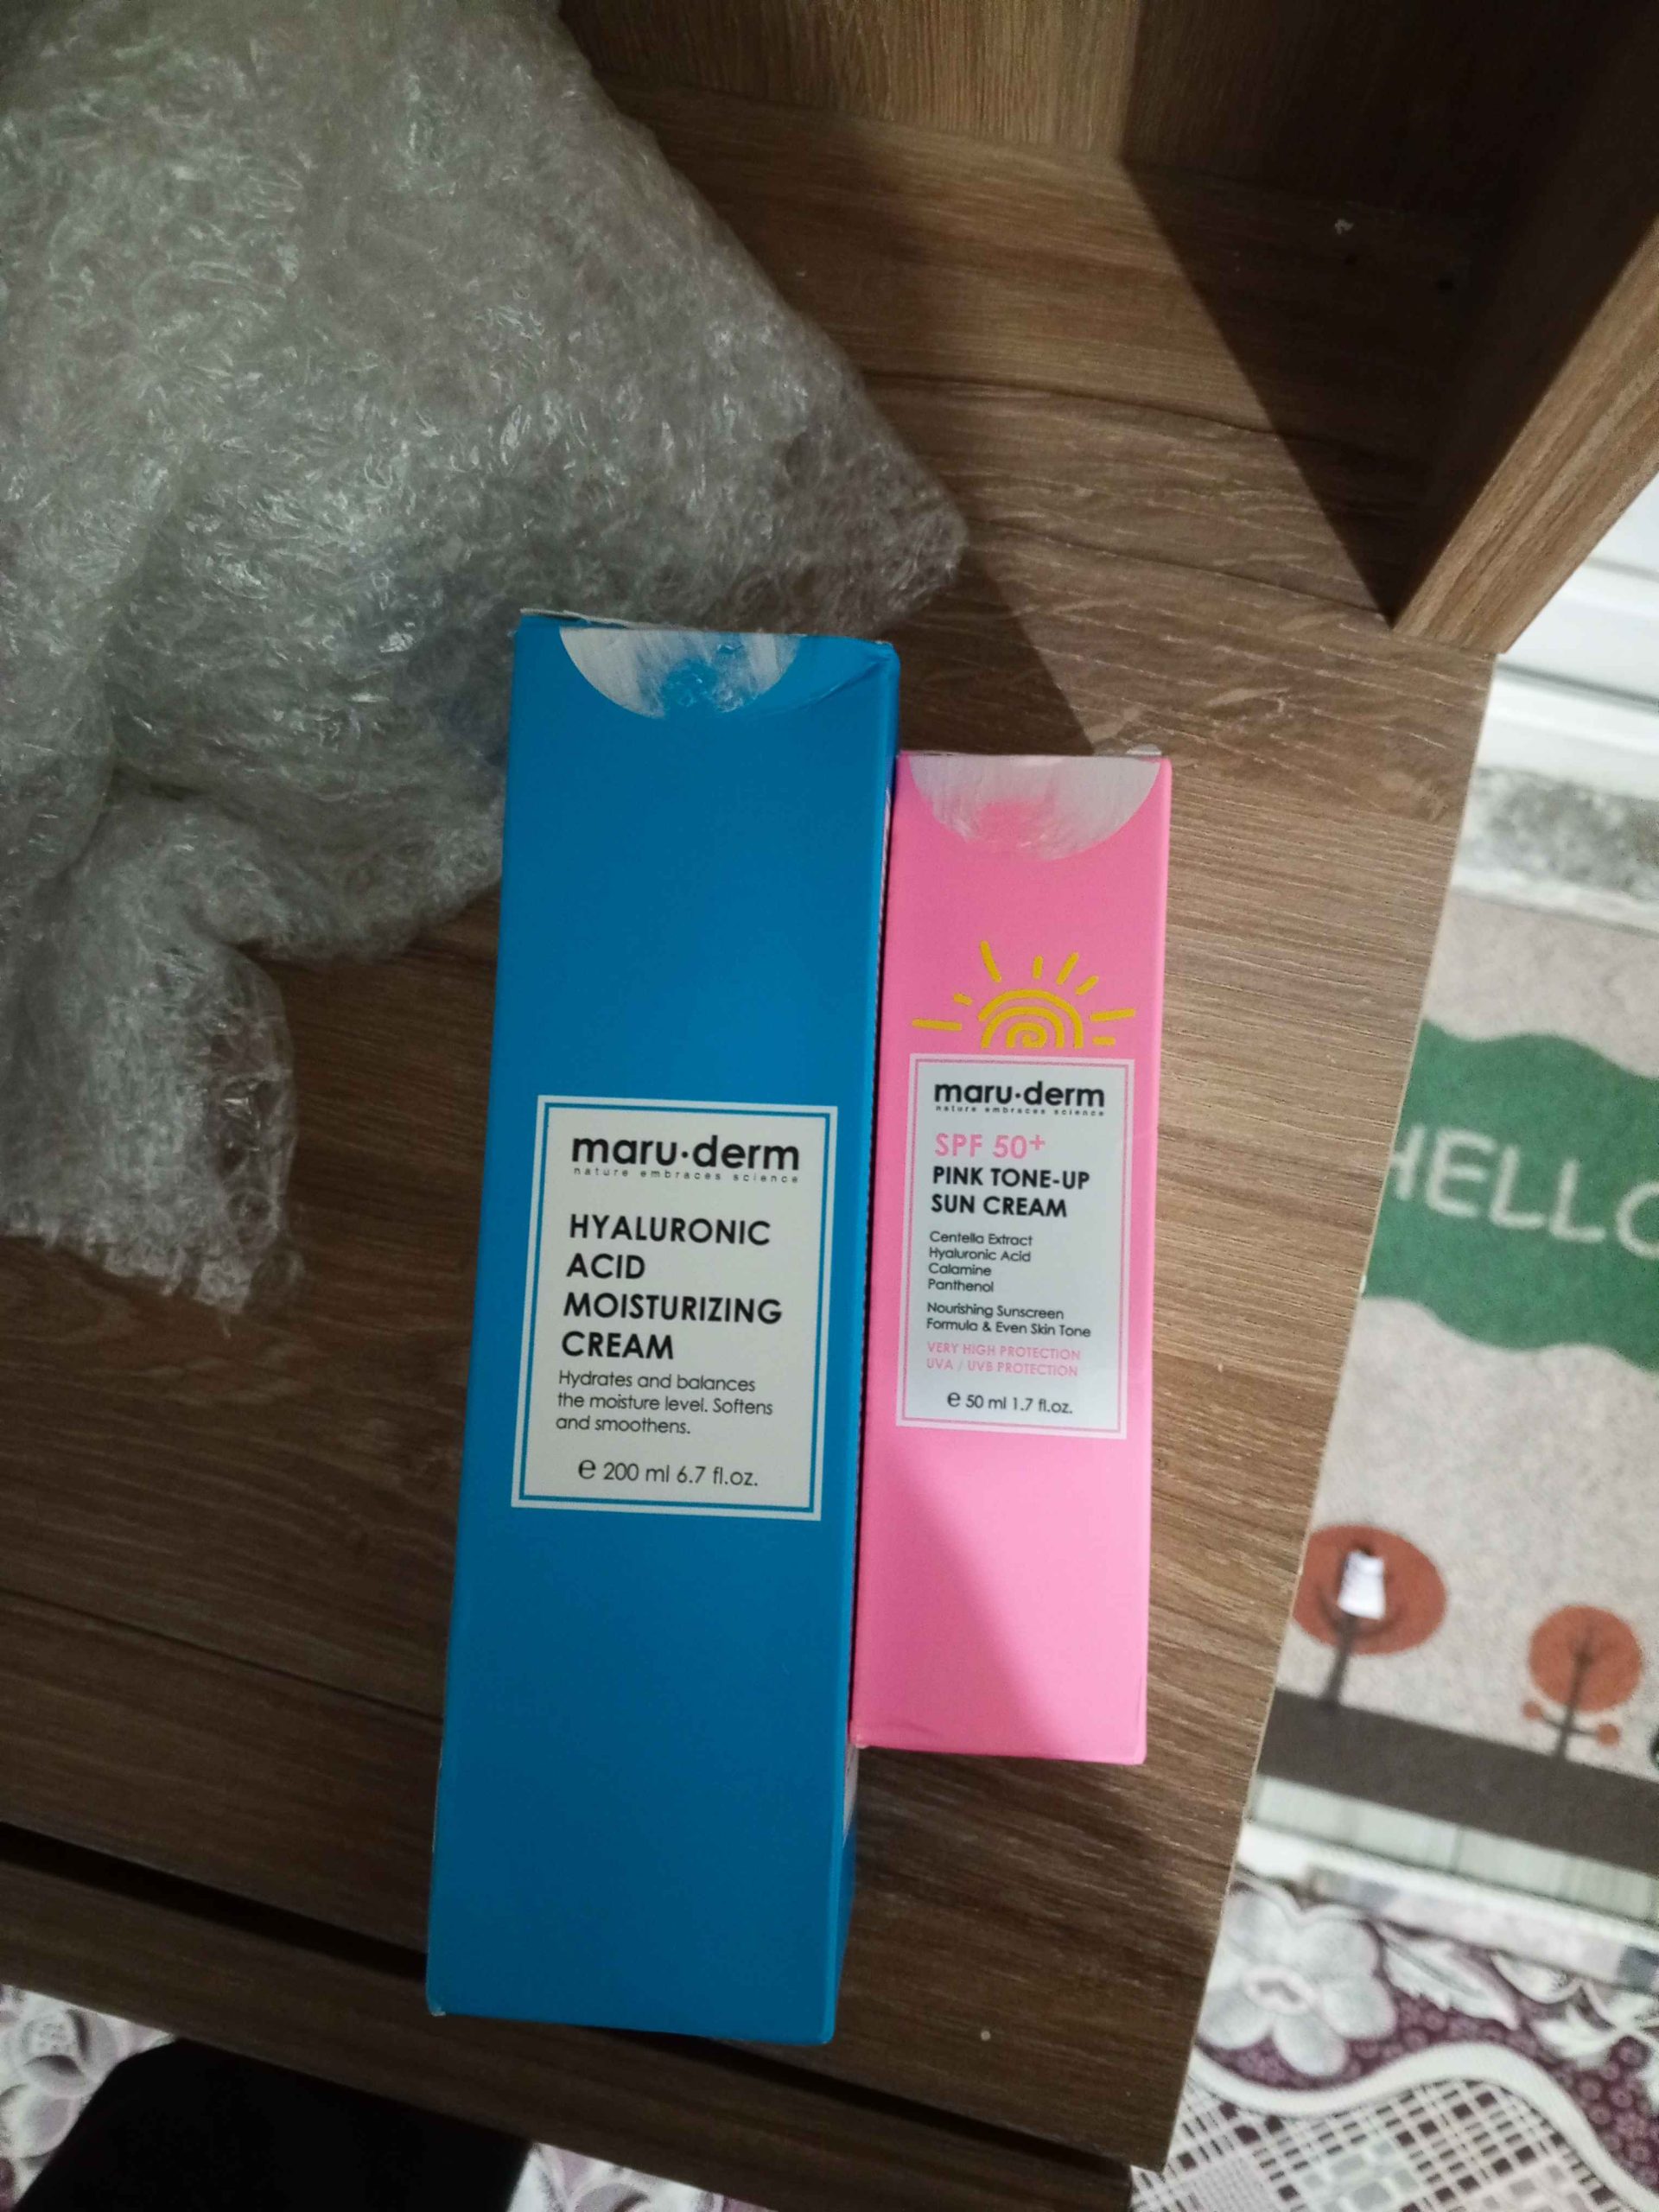 maru·derm
nature embraces science
HYALURONIC
ACID
MOISTURIZING
CREAM
Hydrates and balances
the moisture level. Softens
and smoothens.
℮ 200 ml 6.7 fl.oz.
maru·derm
nature embraces science
SPF 50+
PINK TONE-UP
SUN CREAM
Centella Extract
Hyaluronic Acid
Calamine
Panthenol
Nourishing Sunscreen
Formula & Even Skin Tone
VERY HIGH PROTECTION
UVA / UVB PROTECTION
℮ 50 ml 1.7 fl.oz.
HELLO